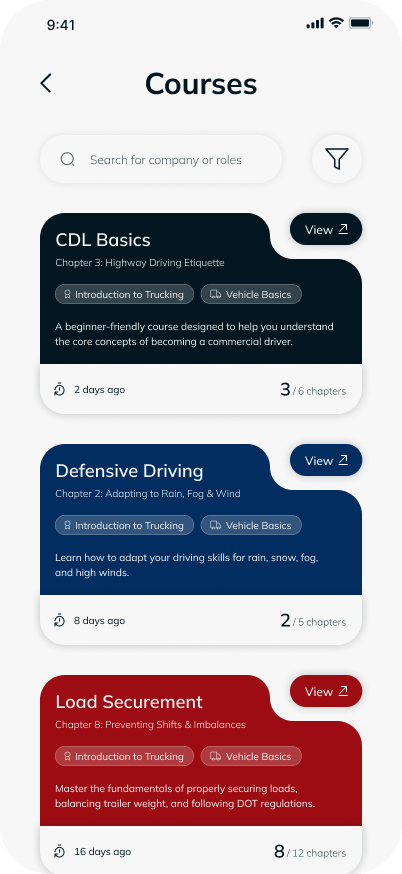 9:41
Courses
Search for company or roles
CDL Basics
View
Chapter 3: Highway Driving Etiquette
Introduction to Trucking
Vehicle Basics
A beginner-friendly course designed to help you understand
the core concepts of becoming a commercial driver.
2 days ago
3 / 6 chapters
Defensive Driving
View
Chapter 2: Adapting to Rain, Fog & Wind
Introduction to Trucking
Vehicle Basics
Learn how to adapt your driving skills for rain, snow, fog,
and high winds.
8 days ago
2 / 5 chapters
Load Securement
View
Chapter 8: Preventing Shifts & Imbalances
Introduction to Trucking
Vehicle Basics
Master the fundamentals of properly securing loads,
balancing trailer weight, and following DOT regulations.
16 days ago
8 / 12 chapters